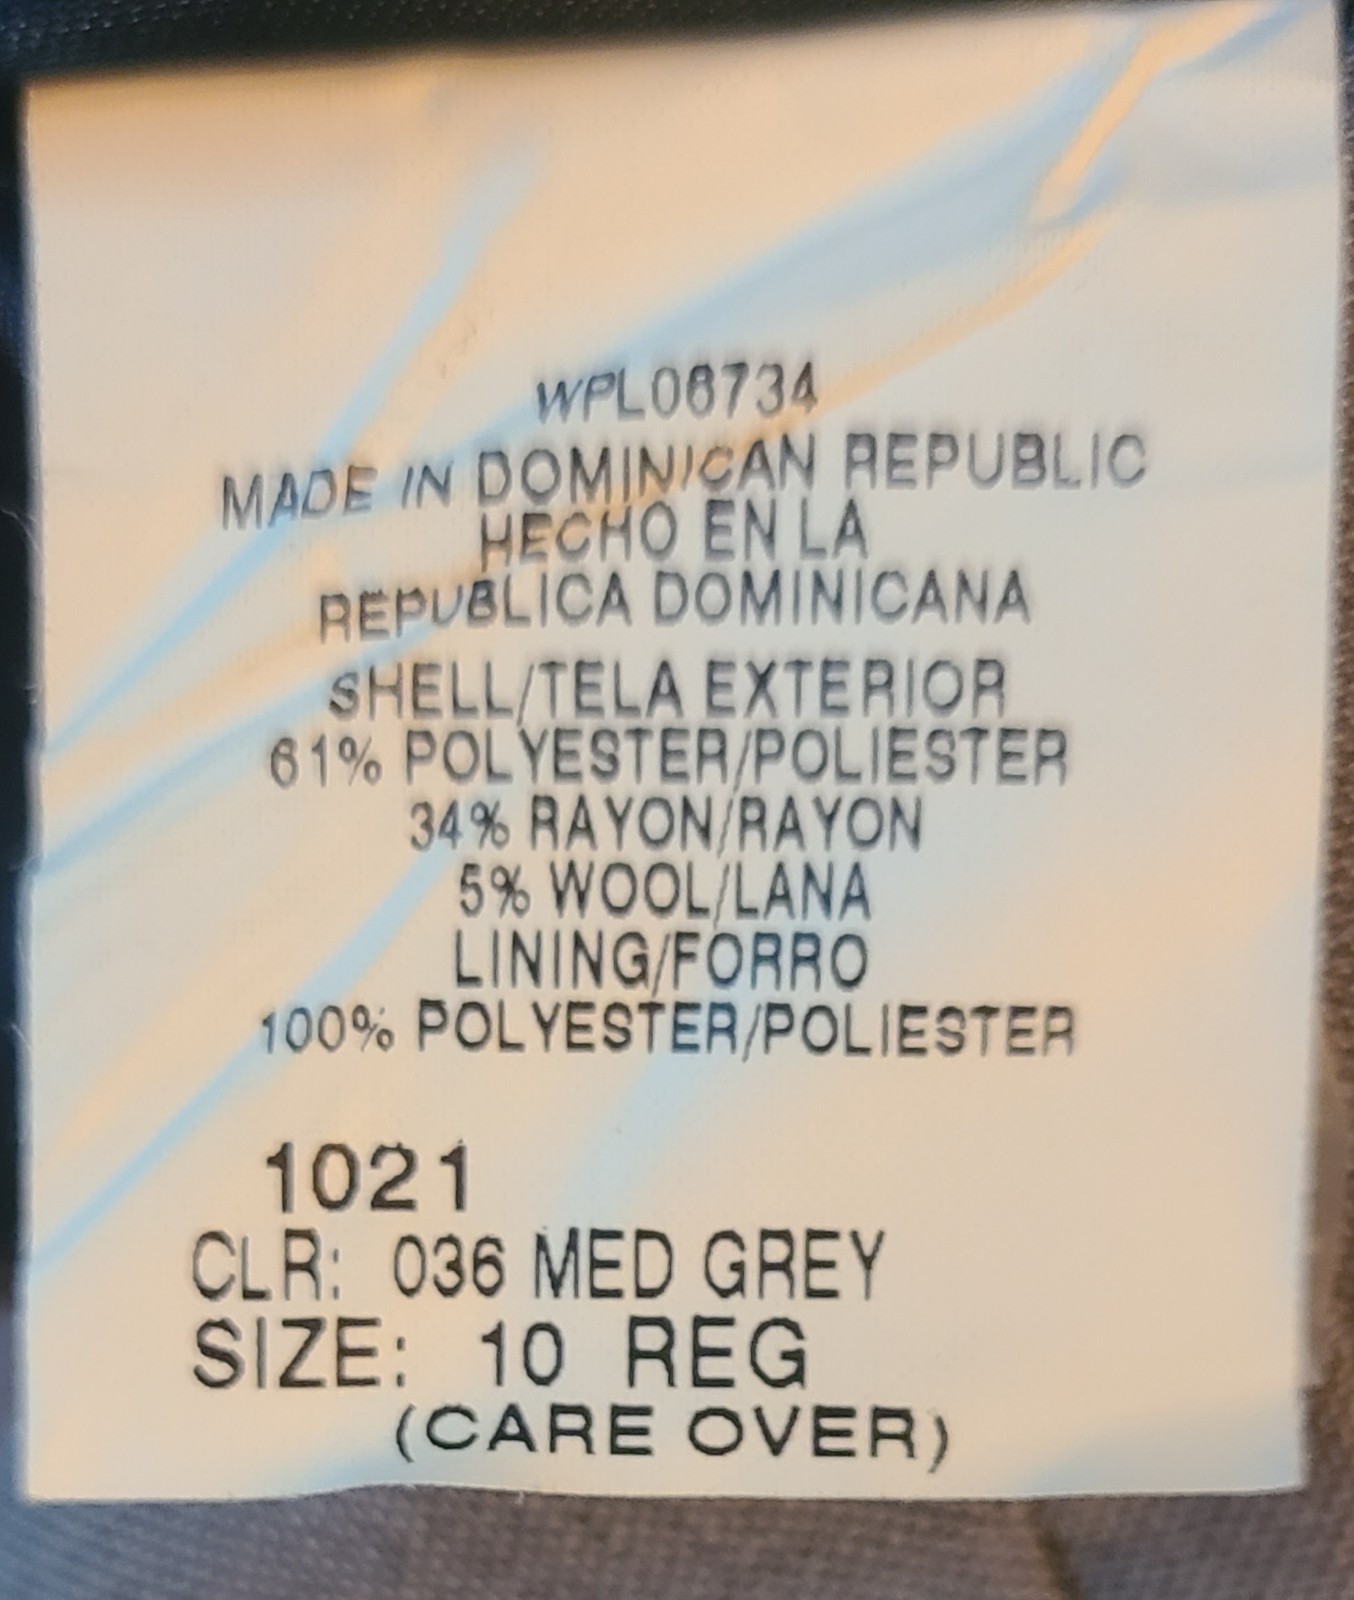 WPL08734
MADE IN DOMINICAN REPUBLIC
HECHO EN LA
REPUBLICA DOMINICANA
SHELL/TELA EXTERIOR
61% POLYESTER/POLIESTER
34% RAYON/RAYON
5% WOOL/LANA
LINING/FORRO
100% POLYESTER/POLIESTER
1021
CLR: 036 MED GREY
SIZE: 10 REG
(CARE OVER)